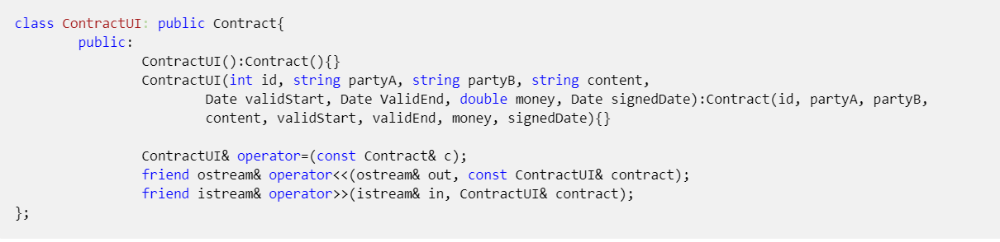 class ContractUI: public Contract{
public:
ContractUI():Contract(){}
ContractUI(int id, string partyA, string partyB, string content,
Date validStart, Date ValidEnd, double money, Date signedDate):Contract(id, partyA, partyB,
content, validStart, validEnd, money, signedDate){}
ContractUI& operator=(const Contract& c);
friend ostream& operator<<(ostream& out, const ContractUI& contract);
friend istream& operator>>(istream& in, ContractUI& contract);
};